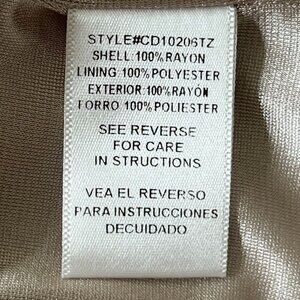 STYLE#CD10206TZ
SHELL: 100% RAYON
LINING: 100% POLYESTER
EXTERIOR: 100% RAYÓN
FORRO 100% POLIESTER
SEE REVERSE
FOR CARE
IN STRUCTIONS
VEA EL REVERSO
PARA INSTRUCCIONES
DECUIDADO